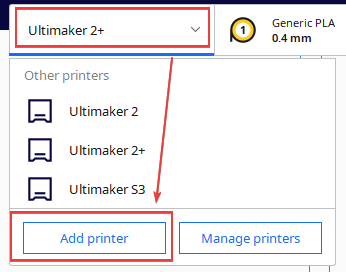 Ultimaker 2+
1
Generic PLA
0.4 mm
Other printers
Ultimaker 2
Ultimaker 2+
Ultimaker S3
Add printer
Manage printers